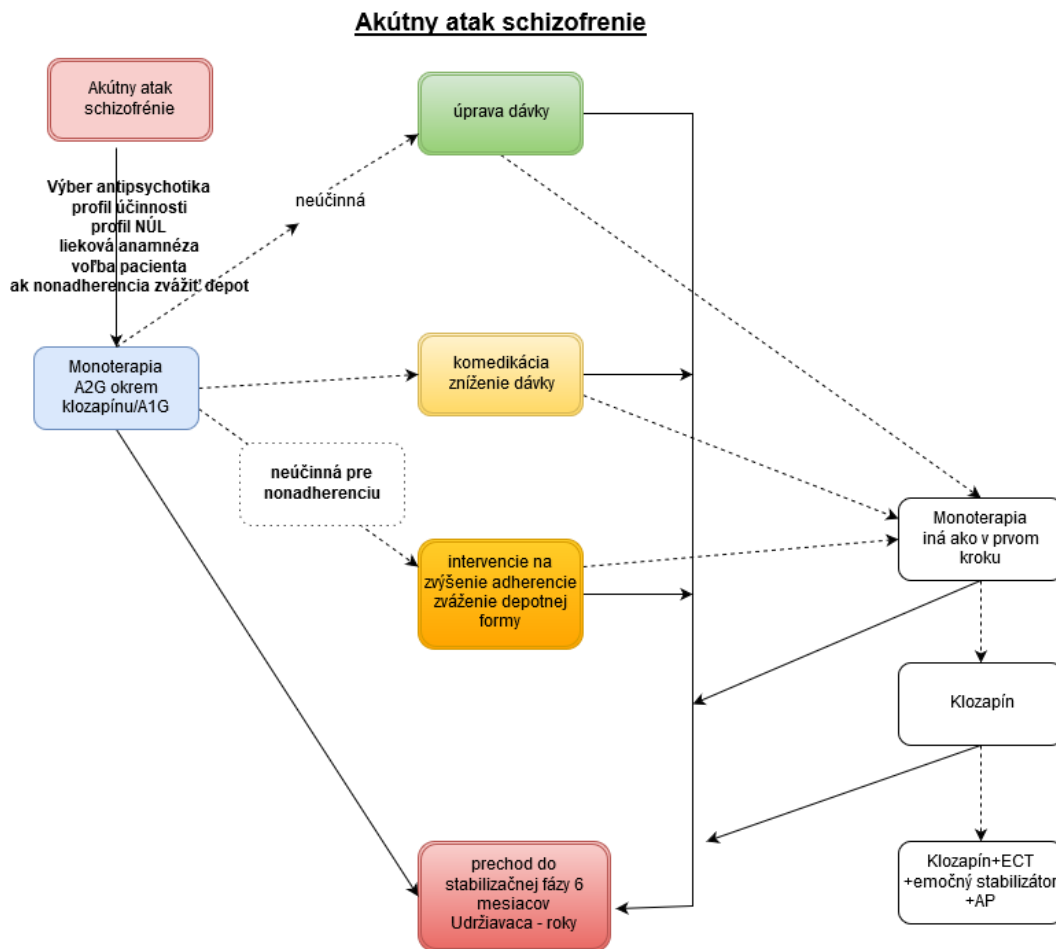 Akútny atak schizofrenie
Akútny atak
schizofrénie
úprava dávky
Výber antipsychotika
profil účinnosti
profil NÚL
lieková anamnéza
voľba pacienta
ak nonadherencia zvážiť depot
neúčinná
Monoterapia
A2G okrem
klozapínu/A1G
komedikácia
zníženie dávky
neúčinná pre
nonadherenciu
intervencie na
zvýšenie adherencie
zváženie depotnej
formy
Monoterapia
iná ako v prvom
kroku
Klozapín
prechod do
stabilizačnej fázy 6
mesiacov
Udržiavaca - roky
Klozapín+ECT
+emočný stabilizátor
+AP